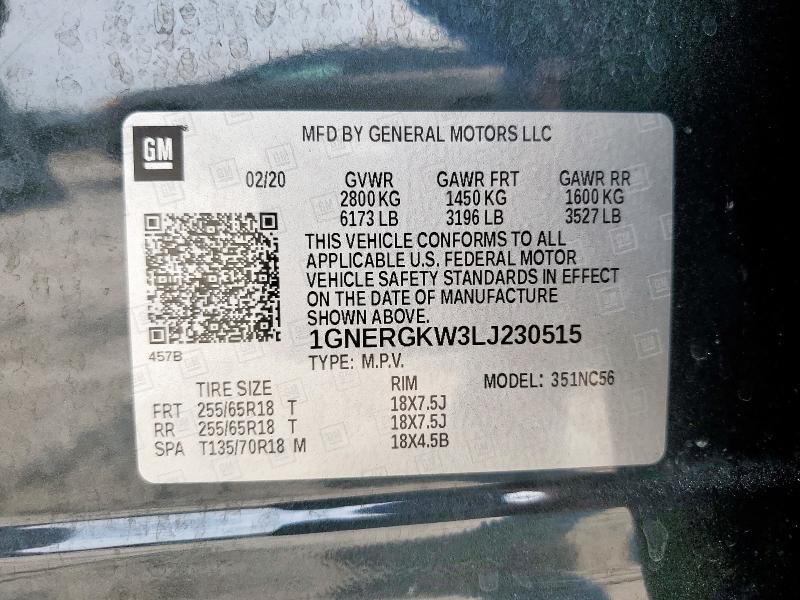 GM
MFD BY GENERAL MOTORS LLC
02/20 GVWR GAWR FRT GAWR RR
2800 KG 1450 KG 1600 KG
6173 LB 3196 LB 3527 LB
THIS VEHICLE CONFORMS TO ALL
APPLICABLE U.S. FEDERAL MOTOR
VEHICLE SAFETY STANDARDS IN EFFECT
ON THE DATE OF MANUFACTURE
SHOWN ABOVE.
1GNERGKW3LJ230515
457B
TYPE: M.P.V.
TIRE SIZE RIM MODEL: 351NC56
FRT 255/65R18 T 18X7.5J
RR 255/65R18 T 18X7.5J
SPA T135/70R18 M 18X4.5B